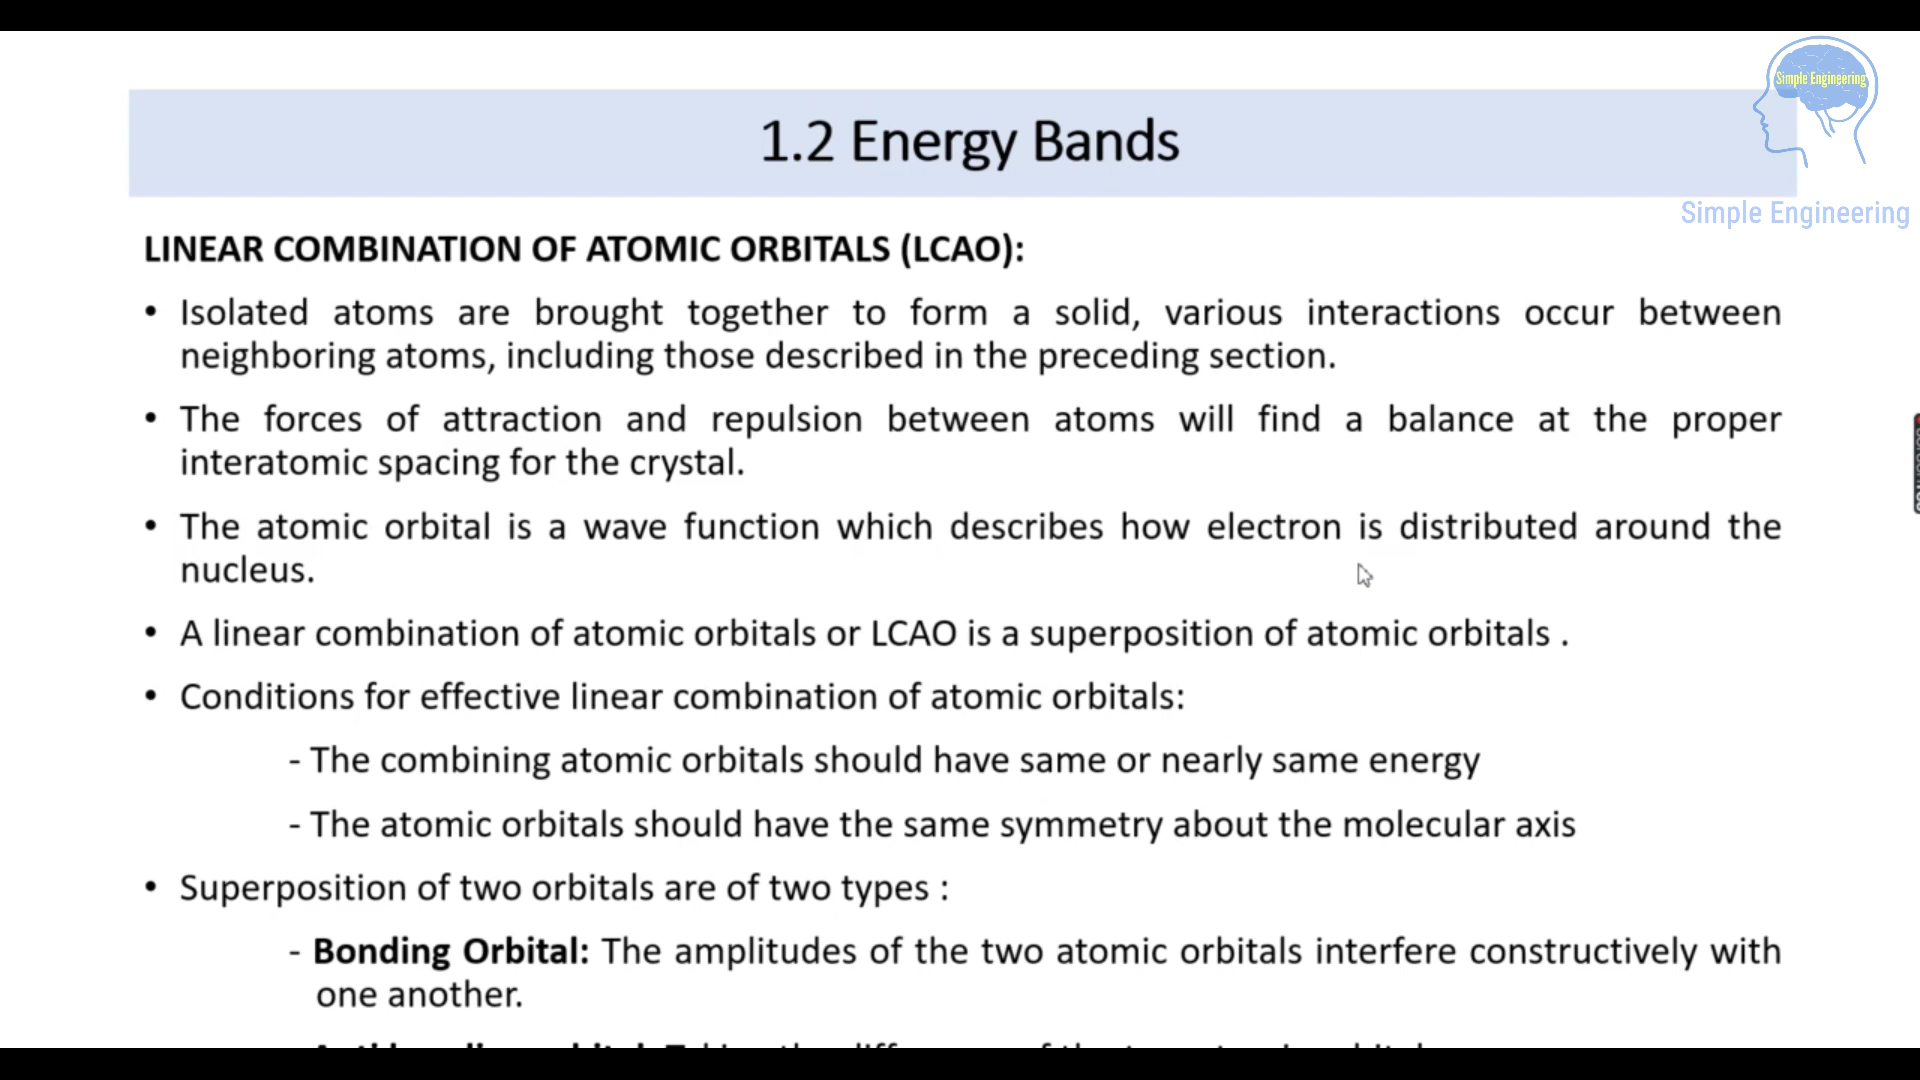 Simple Engineering
1.2 Energy Bands
Simple Engineering
LINEAR COMBINATION OF ATOMIC ORBITALS (LCAO):
• Isolated atoms are brought together to form a solid, various interactions occur between
neighboring atoms, including those described in the preceding section.
• The forces of attraction and repulsion between atoms will find a balance at the proper
interatomic spacing for the crystal.
• The atomic orbital is a wave function which describes how electron is distributed around the
nucleus.
• A linear combination of atomic orbitals or LCAO is a superposition of atomic orbitals .
• Conditions for effective linear combination of atomic orbitals:
- The combining atomic orbitals should have same or nearly same energy
- The atomic orbitals should have the same symmetry about the molecular axis
• Superposition of two orbitals are of two types :
- Bonding Orbital: The amplitudes of the two atomic orbitals interfere constructively with
one another.